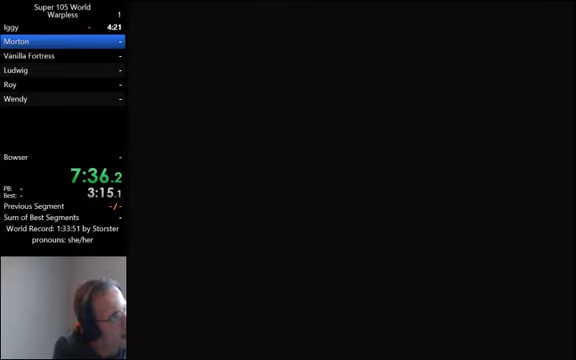 Super 105 World
Warpless 1
Iggy - 4:21
Morton -
Vanilla Fortress -
Ludwig -
Roy -
Wendy -
Bowser -
7:36.2
PB: -
Best: -
3:15.1
Previous Segment -/-
Sum of Best Segments -
World Record: 1:33:51 by Storster
pronouns: she/her